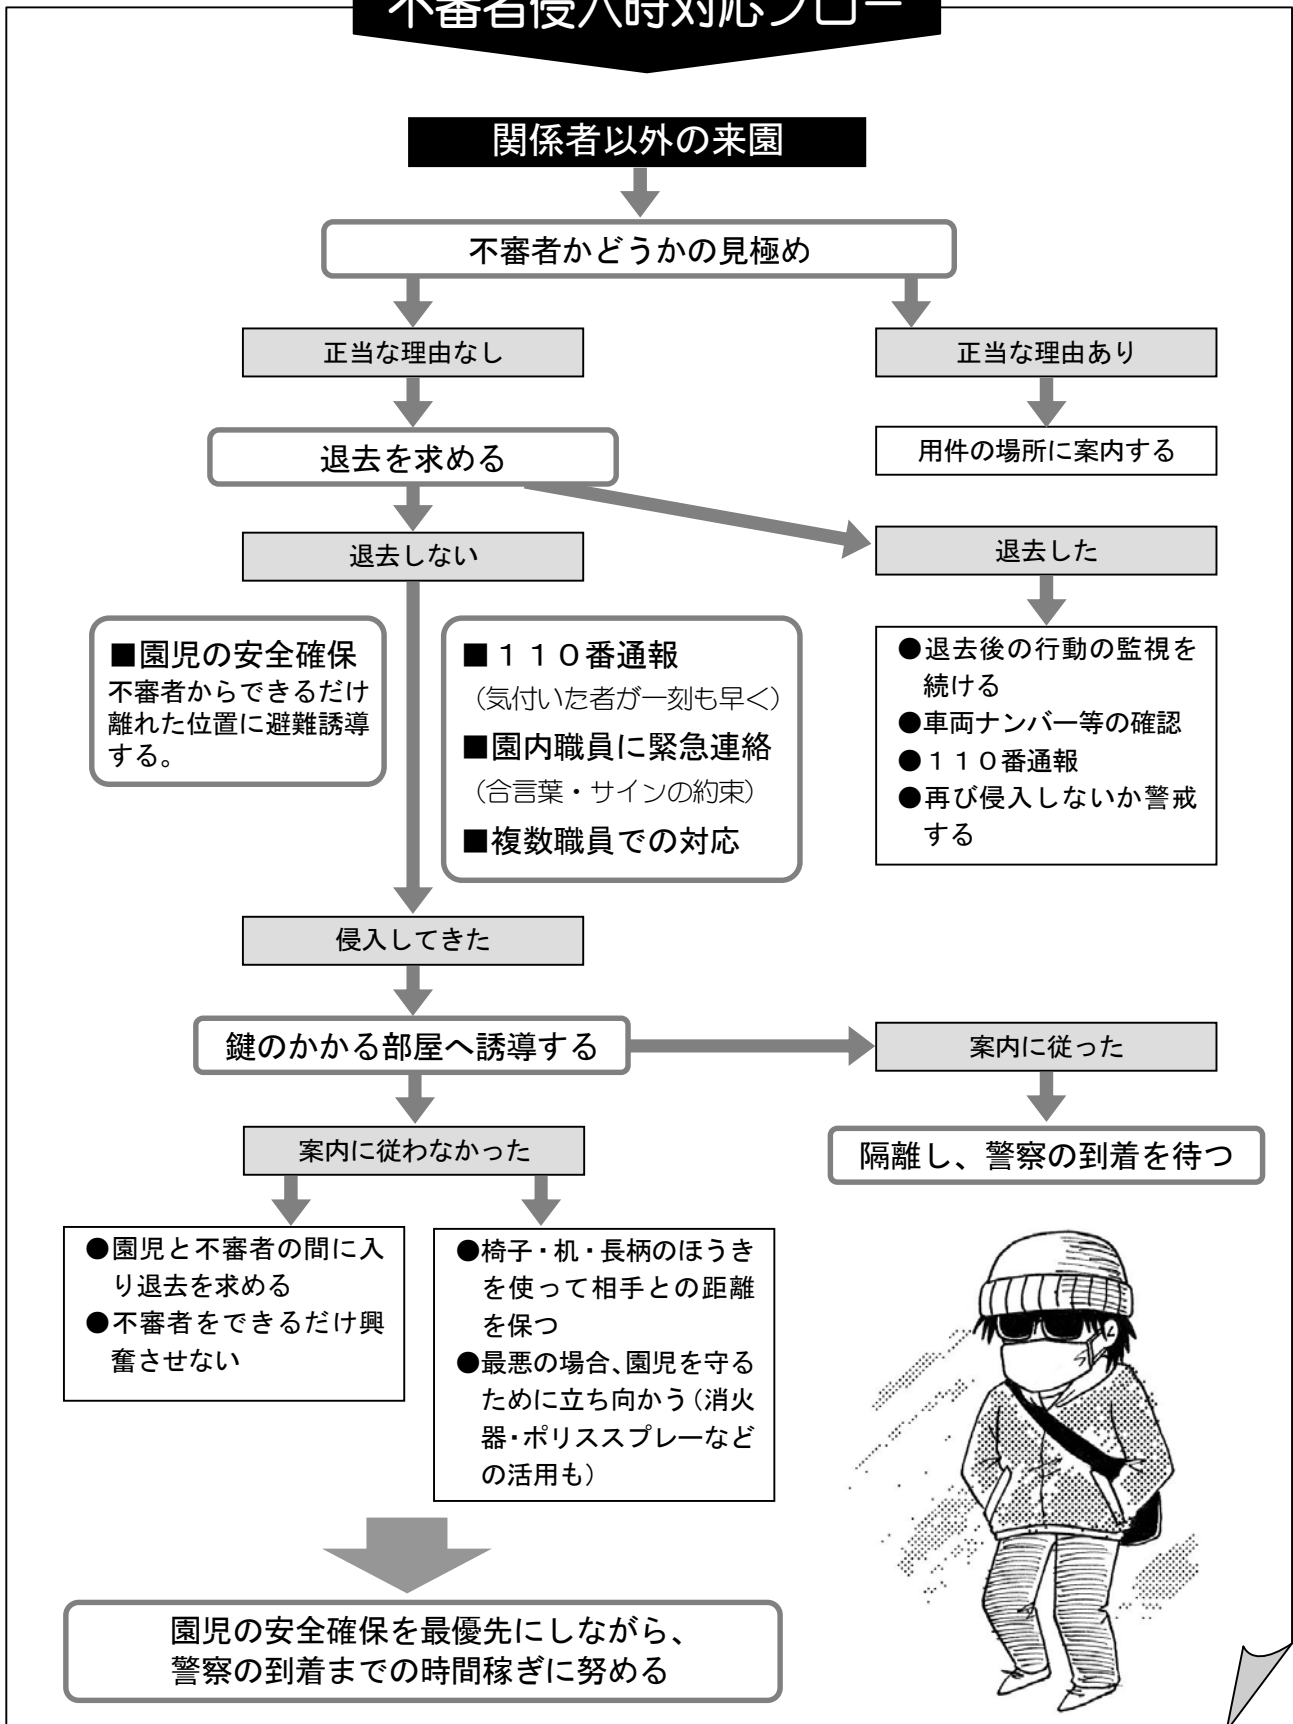 不審者侵入時対応フロー
関係者以外の来園
不審者かどうかの見極め
正当な理由なし
正当な理由あり
退去を求める
用件の場所に案内する
退去しない
退去した
■園児の安全確保
不審者からできるだけ
離れた位置に避難誘導
する。
■１１０番通報
（気付いた者が一刻も早く）
■園内職員に緊急連絡
（合言葉・サインの約束）
■複数職員での対応
●退去後の行動の監視を
続ける
●車両ナンバー等の確認
●１１０番通報
●再び侵入しないか警戒
する
侵入してきた
鍵のかかる部屋へ誘導する
案内に従った
案内に従わなかった
隔離し、警察の到着を待つ
●園児と不審者の間に入
り退去を求める
●不審者をできるだけ興
奮させない
●椅子・机・長柄のほうき
を使って相手との距離
を保つ
●最悪の場合、園児を守る
ために立ち向かう（消火
器・ポリススプレーなど
の活用も）
園児の安全確保を最優先にしながら、
警察の到着までの時間稼ぎに努める